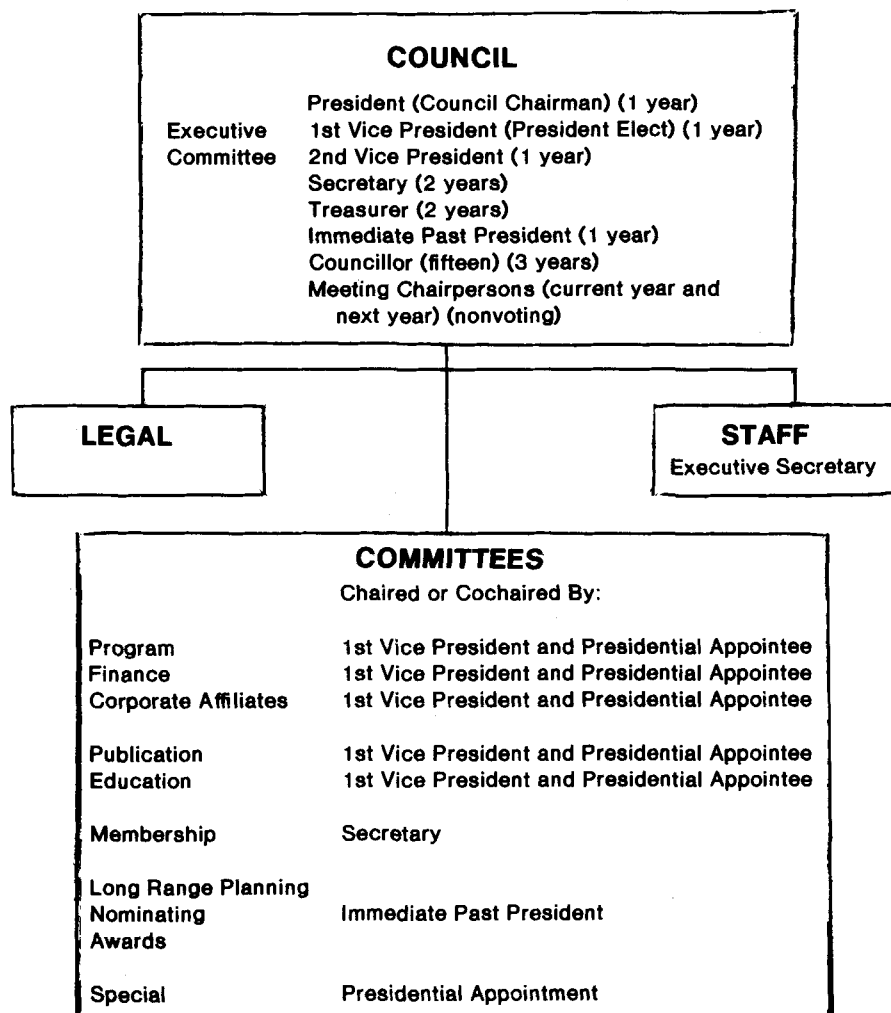 COUNCIL
President (Council Chairman) (1 year)
Executive 1st Vice President (President Elect) (1 year)
Committee 2nd Vice President (1 year)
Secretary (2 years)
Treasurer (2 years)
Immediate Past President (1 year)
Councillor (fifteen) (3 years)
Meeting Chairpersons (current year and
next year) (nonvoting)
LEGAL
STAFF
Executive Secretary
COMMITTEES
Chaired or Cochaired By:
Program 1st Vice President and Presidential Appointee
Finance 1st Vice President and Presidential Appointee
Corporate Affiliates 1st Vice President and Presidential Appointee
Publication 1st Vice President and Presidential Appointee
Education 1st Vice President and Presidential Appointee
Membership Secretary
Long Range Planning
Nominating Immediate Past President
Awards
Special Presidential Appointment